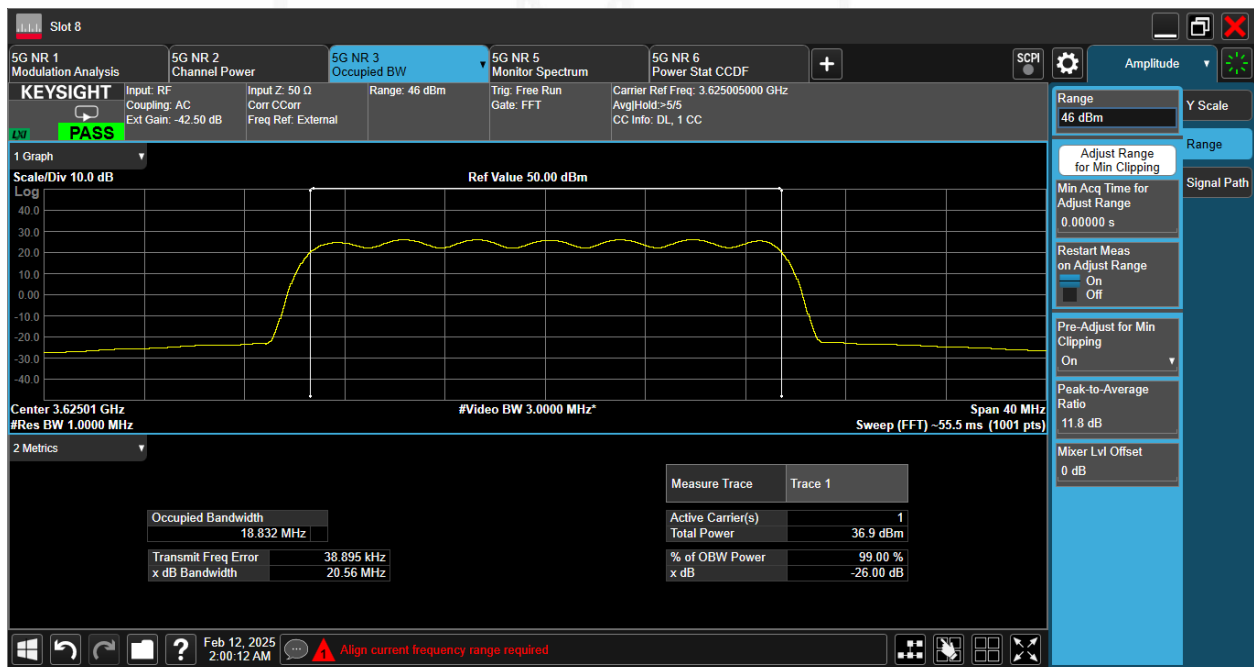 Slot 8
5G NR 1
Modulation Analysis
5G NR 2
Channel Power
5G NR 3
Occupied BW
5G NR 5
Monitor Spectrum
5G NR 6
Power Stat CCDF
SCPI
Amplitude
KEYSIGHT
LXI
PASS
Input: RF
Coupling: AC
Ext Gain: -42.50 dB
Input Z: 50 Ω
Corr CCorr
Freq Ref: External
Range: 46 dBm
Trig: Free Run
Gate: FFT
Carrier Ref Freq: 3.625005000 GHz
Avg|Hold:>5/5
CC Info: DL, 1 CC
1 Graph
Scale/Div 10.0 dB
Ref Value 50.00 dBm
Log
40.0
30.0
20.0
10.0
0.00
-10.0
-20.0
-30.0
-40.0
Center 3.62501 GHz
#Video BW 3.0000 MHz*
Span 40 MHz
#Res BW 1.0000 MHz
Sweep (FFT) ~55.5 ms (1001 pts)
2 Metrics
Measure Trace
Trace 1
Occupied Bandwidth
18.832 MHz
Active Carrier(s)
1
Total Power
36.9 dBm
Transmit Freq Error
38.895 kHz
% of OBW Power
99.00 %
x dB Bandwidth
20.56 MHz
x dB
-26.00 dB
Range
46 dBm
Adjust Range
for Min Clipping
Min Acq Time for
Adjust Range
0.00000 s
Restart Meas
on Adjust Range
On
Off
Pre-Adjust for Min
Clipping
On
Peak-to-Average
Ratio
11.8 dB
Mixer Lvl Offset
0 dB
Y Scale
Range
Signal Path
?
Feb 12, 2025
2:00:12 AM
1
Align current frequency range required